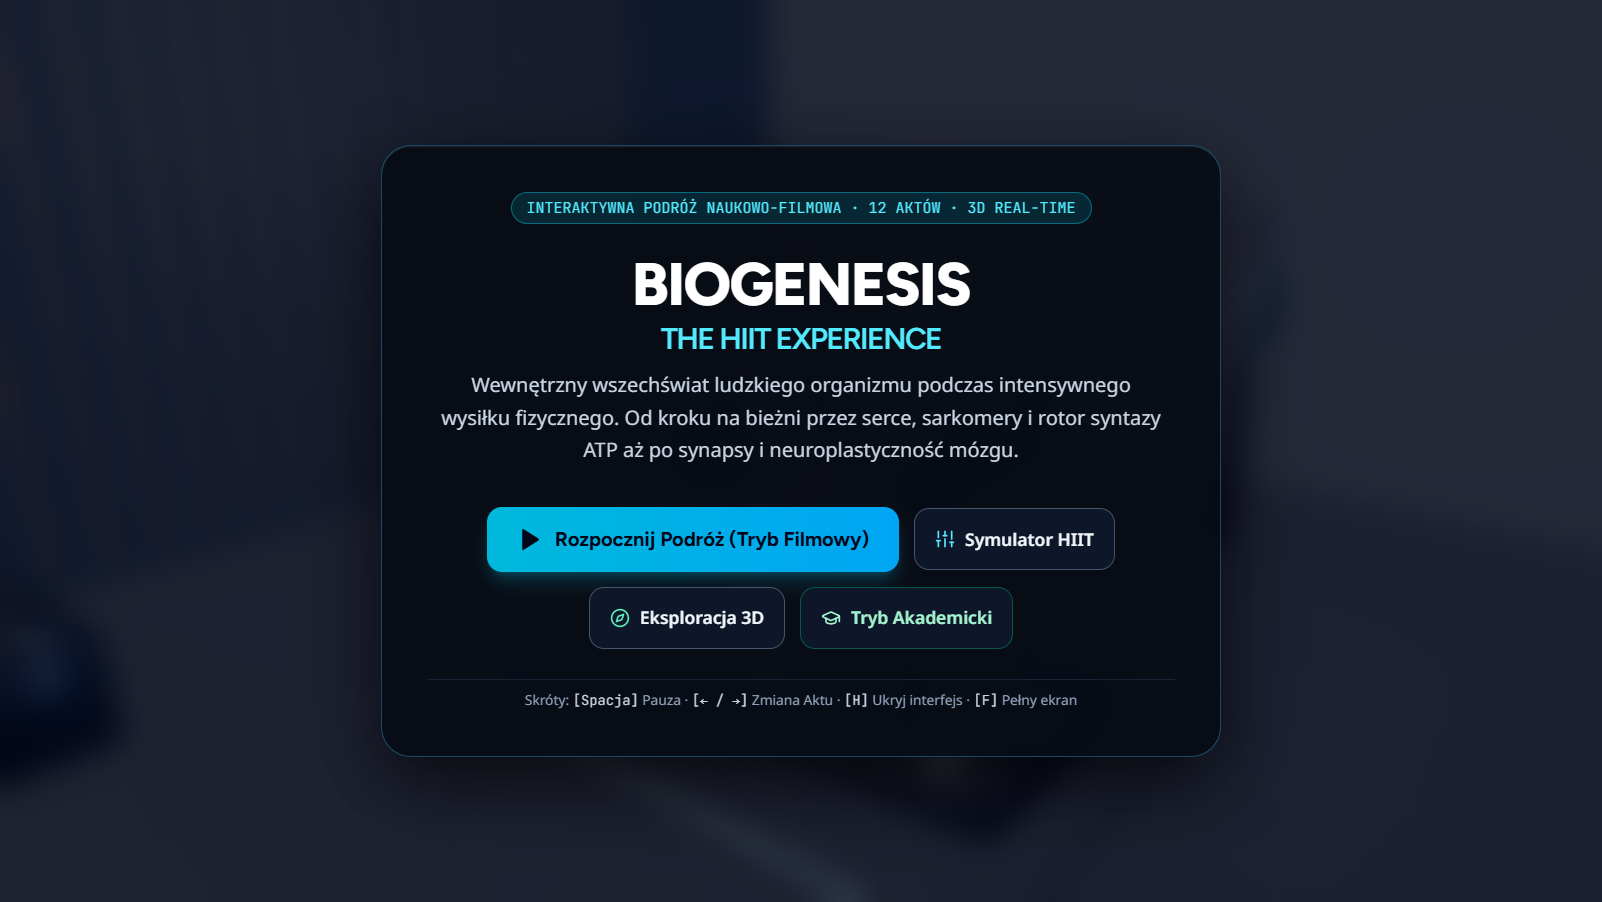 INTERAKTYWNA PODRÓŻ NAUKOWO-FILMOWA · 12 AKTÓW · 3D REAL-TIME
BIOGENESIS
THE HIIT EXPERIENCE
Wewnętrzny wszechświat ludzkiego organizmu podczas intensywnego
wysiłku fizycznego. Od kroku na bieżni przez serce, sarkomery i rotor syntazy
ATP aż po synapsy i neuroplastyczność mózgu.
Rozpocznij Podróż (Tryb Filmowy)
Symulator HIIT
Eksploracja 3D
Tryb Akademicki
Skróty: [Spacja] Pauza · [← / →] Zmiana Aktu · [H] Ukryj interfejs · [F] Pełny ekran